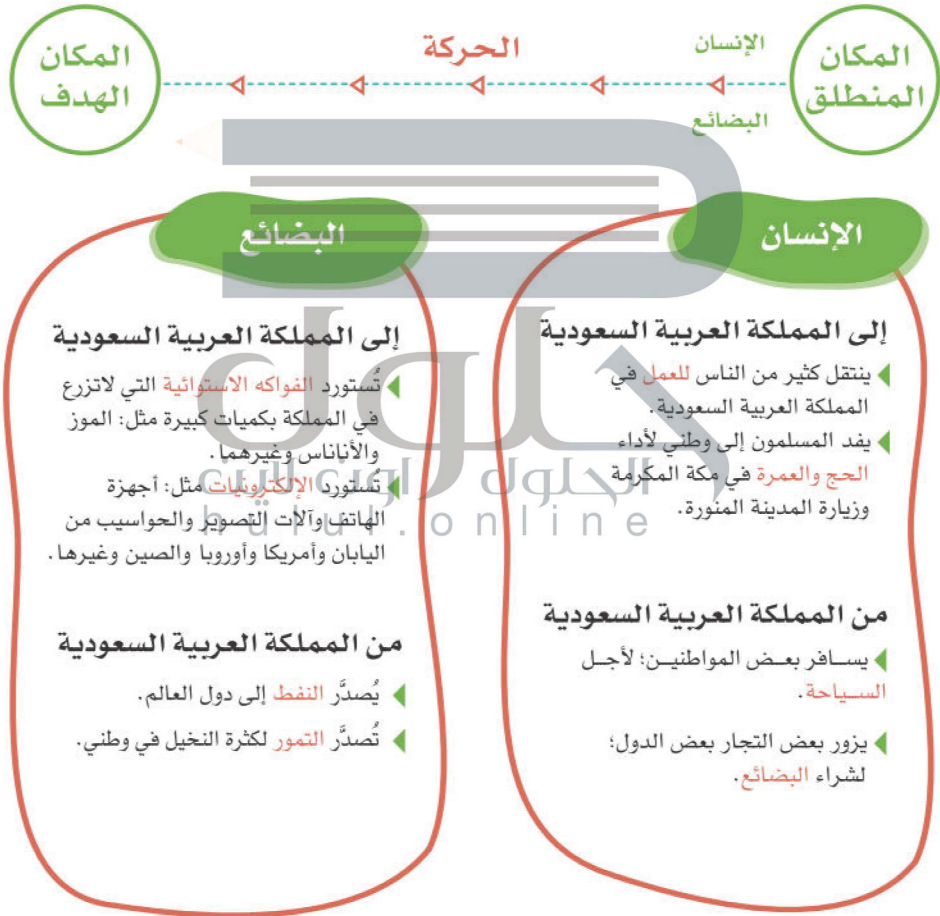 المكان
المنطلق
الإنسان
البضائع
الحركة
المكان
الهدف
الإنسان
إلى المملكة العربية السعودية
ينتقل كثير من الناس للعمل في
المملكة العربية السعودية.
يفد المسلمون إلى وطني لأداء
الحج والعمرة في مكة المكرمة
وزيارة المدينة المنورة.
من المملكة العربية السعودية
يسافر بعض المواطنين؛ لأجل
السياحة.
يزور بعض التجار بعض الدول؛
لشراء البضائع.
البضائع
إلى المملكة العربية السعودية
تُستورد الفواكه الاستوائية التي لاتزرع
في المملكة بكميات كبيرة مثل: الموز
والأناناس وغيرهما.
تُستورد الإلكترونيات مثل: أجهزة
الهاتف وآلات التصوير والحواسيب من
اليابان وأمريكا وأوروبا والصين وغيرها.
من المملكة العربية السعودية
يُصدَّر النفط إلى دول العالم.
تُصدَّر التمور لكثرة النخيل في وطني.
حلول
الحلول اون لاين
hulul.online